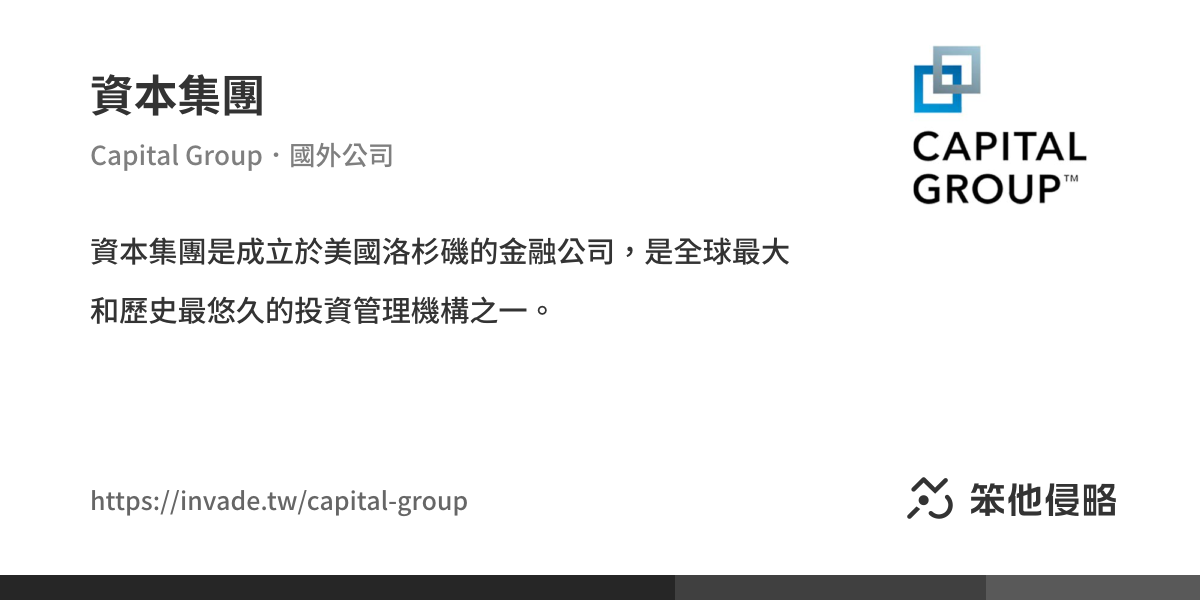 資本集團
Capital Group・國外公司
CAPITAL
GROUP™
資本集團是成立於美國洛杉磯的金融公司，是全球最大
和歷史最悠久的投資管理機構之一。
https://invade.tw/capital-group
笨他侵略